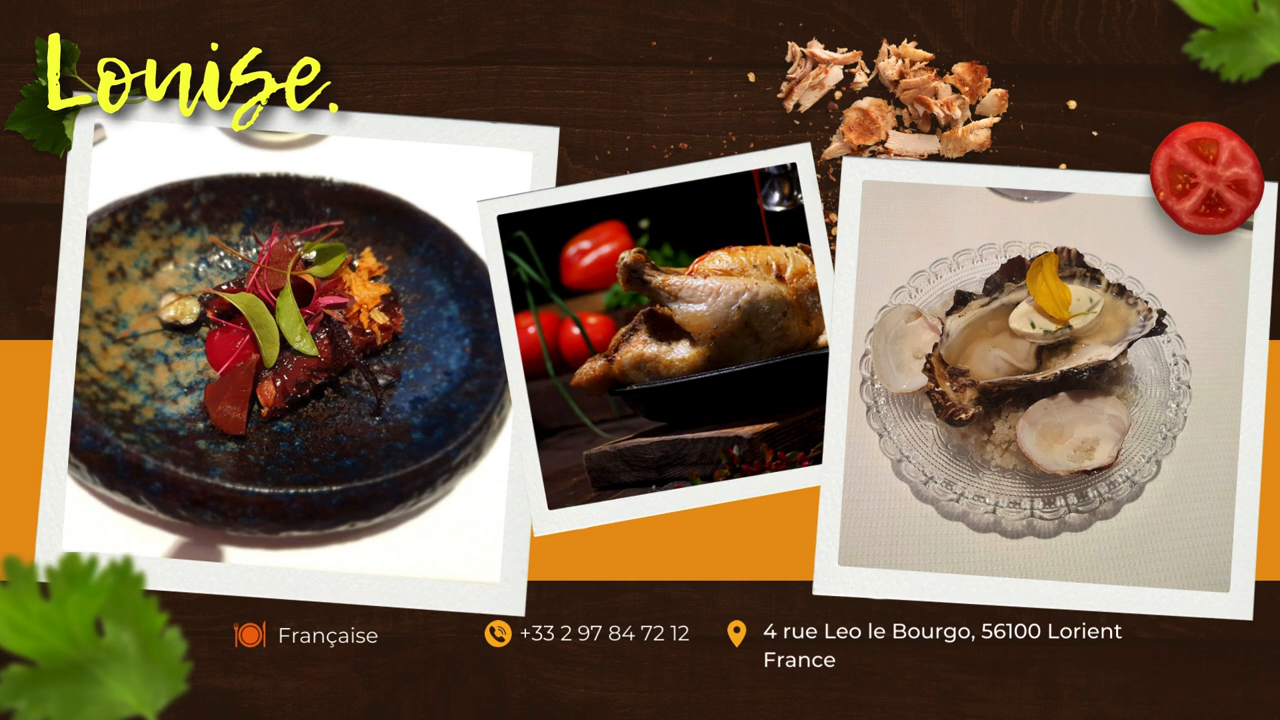 Louise.
Française
+33 2 97 84 72 12
4 rue Leo le Bourgo, 56100 Lorient
France